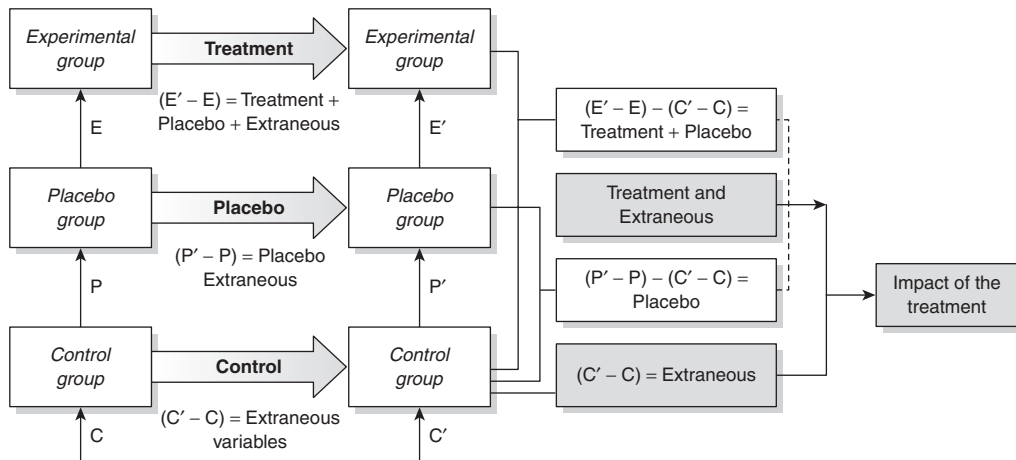 Experimental
group
Treatment
Experimental
group
(E′ − E) = Treatment +
Placebo + Extraneous
E
E′
(E′ − E) − (C′ − C) =
Treatment + Placebo
Placebo
group
Placebo
Placebo
group
Treatment and
Extraneous
(P′ − P) = Placebo
Extraneous
P
P′
(P′ − P) − (C′ − C) =
Placebo
Impact of the
treatment
Control
group
Control
Control
group
(C′ − C) = Extraneous
(C′ − C) = Extraneous
variables
C
C′